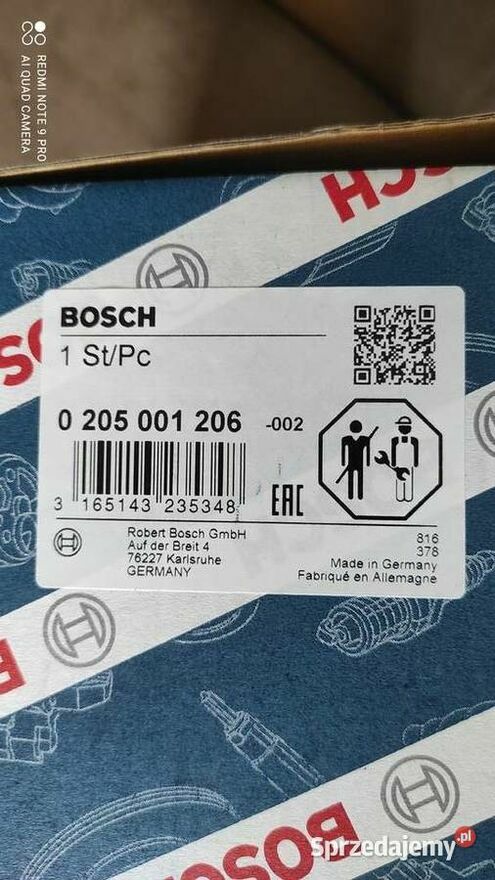 REDMI NOTE 9 PRO
AI QUAD CAMERA
BOSCH
1 St/Pc
0 205 001 206 -002
3 165143 235348
EAC
Robert Bosch GmbH
Auf der Breit 4
76227 Karlsruhe
GERMANY
816
378
Made in Germany
Fabriqué en Allemagne
BOSCH
Sprzedajemy.pl